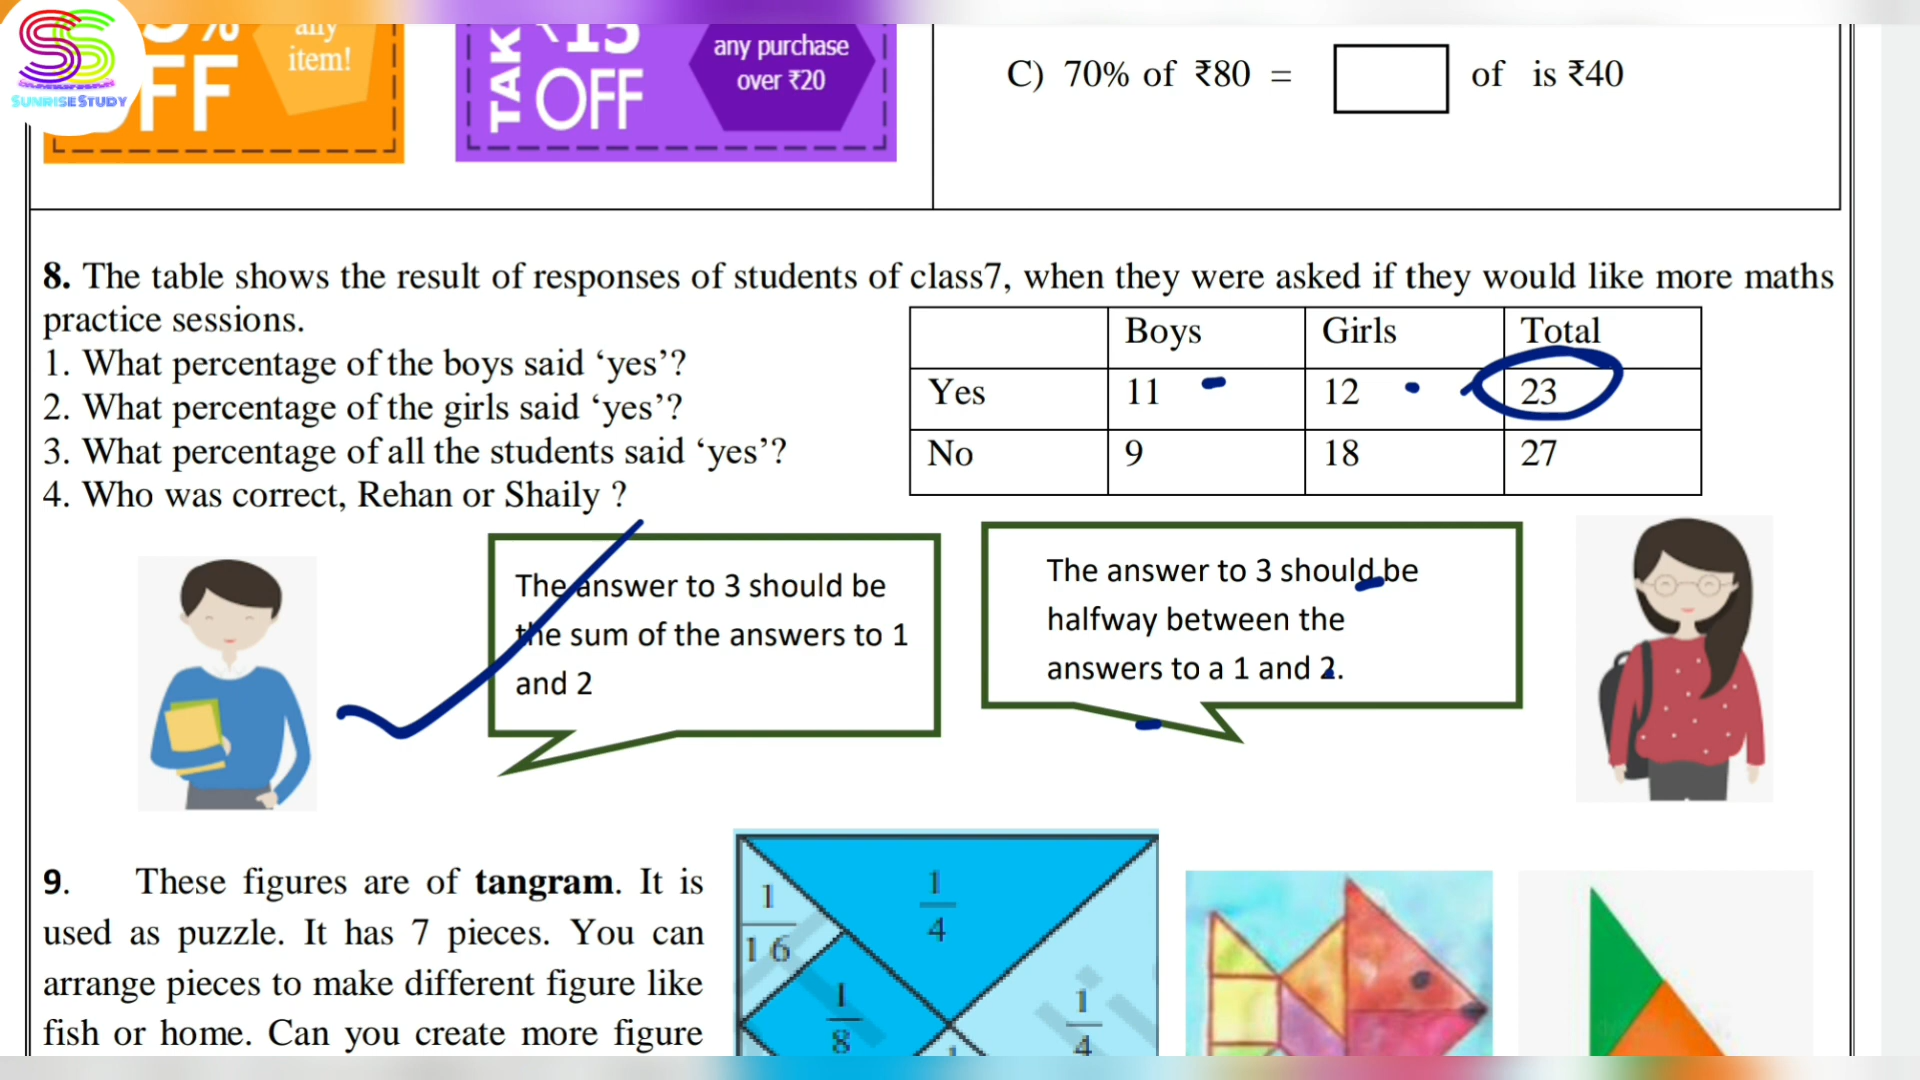 any
item!
FF
SUNRISESTUDY
TAK
₹15
OFF
any purchase
over ₹20
C) 70% of ₹80 = of is ₹40
8. The table shows the result of responses of students of class7, when they were asked if they would like more maths
practice sessions.
1. What percentage of the boys said ‘yes’?
2. What percentage of the girls said ‘yes’?
3. What percentage of all the students said ‘yes’?
4. Who was correct, Rehan or Shaily ?
Boys Girls Total
Yes 11 12 23
No 9 18 27
The answer to 3 should be
the sum of the answers to 1
and 2
The answer to 3 should be
halfway between the
answers to a 1 and 2.
9. These figures are of tangram. It is
used as puzzle. It has 7 pieces. You can
arrange pieces to make different figure like
fish or home. Can you create more figure
1
16
1
4
1
8
1
4